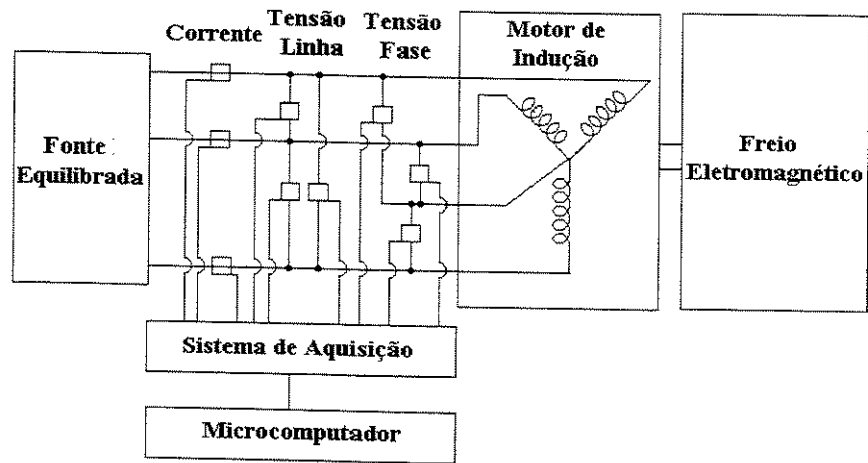 Corrente
Tensão
Linha
Tensão
Fase
Motor de
Indução
Fonte
Equilibrada
Freio
Eletromagnético
Sistema de Aquisição
Microcomputador